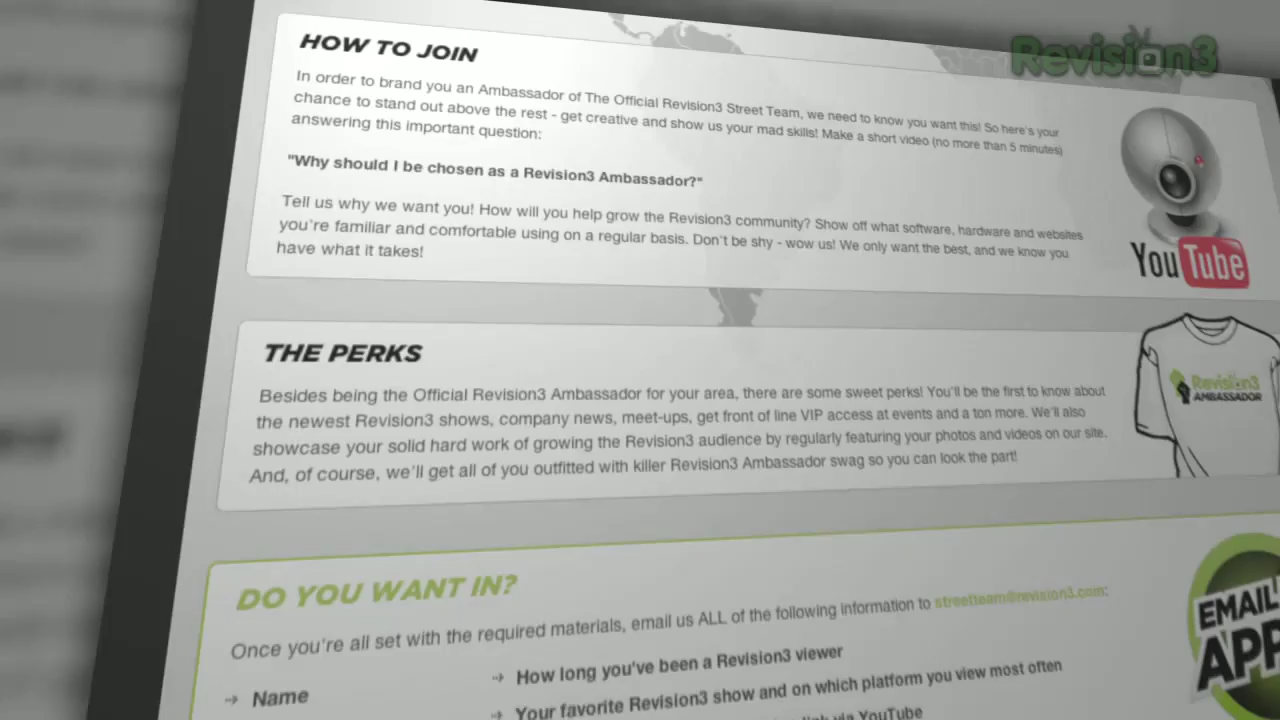 Revision3
HOW TO JOIN
In order to brand you an Ambassador of The Official Revision3 Street Team, we need to know you want this! So here's your
chance to stand out above the rest - get creative and show us your mad skills! Make a short video (no more than 5 minutes)
answering this important question:
"Why should I be chosen as a Revision3 Ambassador?"
Tell us why we want you! How will you help grow the Revision3 community? Show off what software, hardware and websites
you're familiar and comfortable using on a regular basis. Don't be shy - wow us! We only want the best, and we know you
have what it takes!
YouTube
THE PERKS
Besides being the Official Revision3 Ambassador for your area, there are some sweet perks! You'll be the first to know about
the newest Revision3 shows, company news, meet-ups, get front of line VIP access at events and a ton more. We'll also
showcase your solid hard work of growing the Revision3 audience by regularly featuring your photos and videos on our site.
And, of course, we'll get all of you outfitted with killer Revision3 Ambassador swag so you can look the part!
Revision3
AMBASSADOR
DO YOU WANT IN?
Once you're all set with the required materials, email us ALL of the following information to streetteam@revision3.com:
→ Name
→ How long you've been a Revision3 viewer
→ Your favorite Revision3 show and on which platform you view most often
link via YouTube
EMAIL
APP